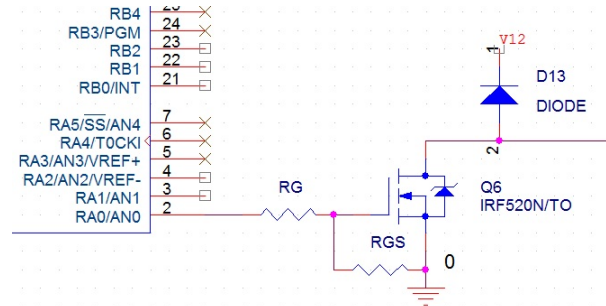 RB4 25
RB3/PGM 24
RB2 23
RB1 22
RB0/INT 21
RA5/SS/AN4 7
RA4/T0CKI 6
RA3/AN3/VREF+ 5
RA2/AN2/VREF- 4
RA1/AN1 3
RA0/AN0 2
RG
RGS
V12
1
D13
DIODE
2
Q6
IRF520N/TO
0